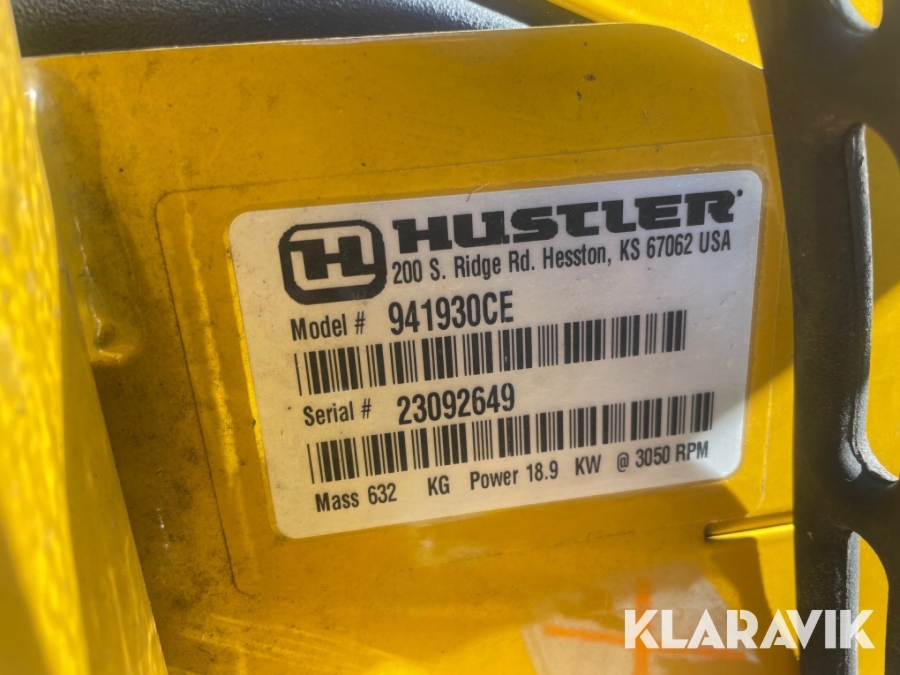 H HUSTLER
200 S. Ridge Rd. Hesston, KS 67062 USA
Model # 941930CE
Serial # 23092649
Mass 632 KG Power 18.9 KW @ 3050 RPM
KLARAVIK